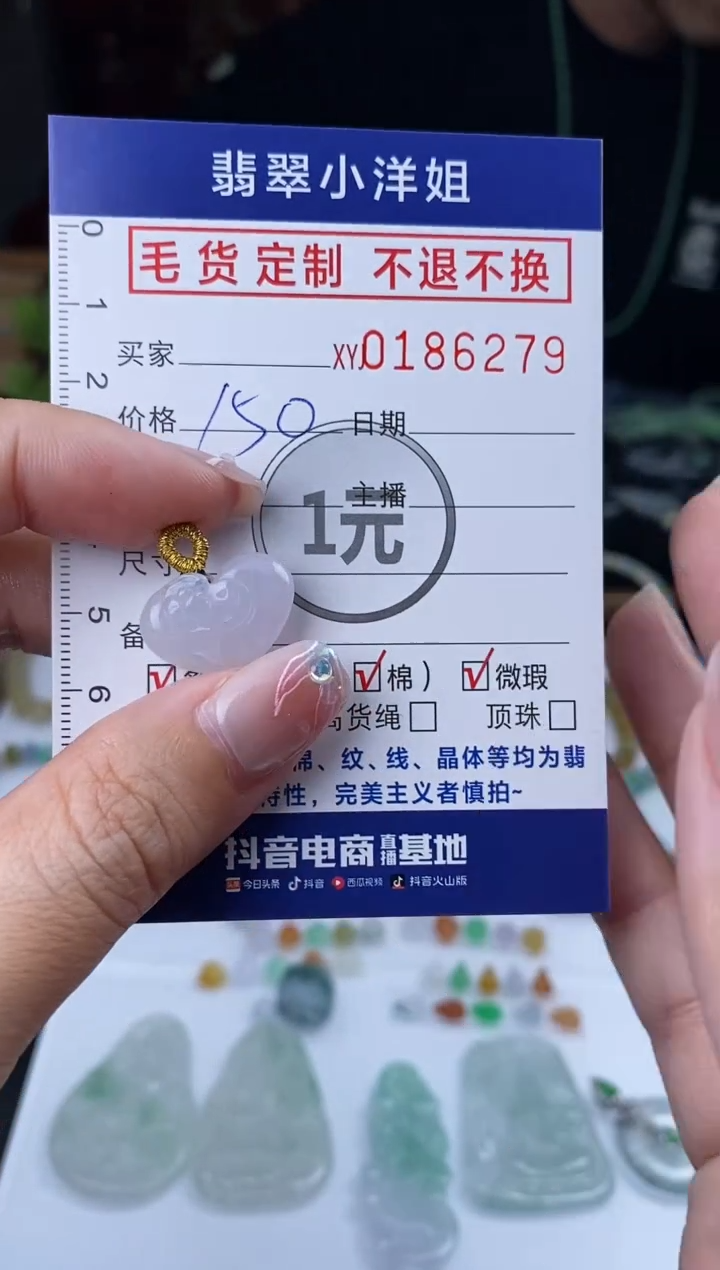 翡翠小洋姐
毛货定制 不退不换
买家 XY0186279
价格 150 日期
1元 主播
尺寸
备
棉） 微瑕
货绳 顶珠
棉、纹、线、晶体等均为翡
特性，完美主义者慎拍~
抖音电商直播基地
今日头条 抖音 西瓜视频 抖音火山版
0
1
2
5
6